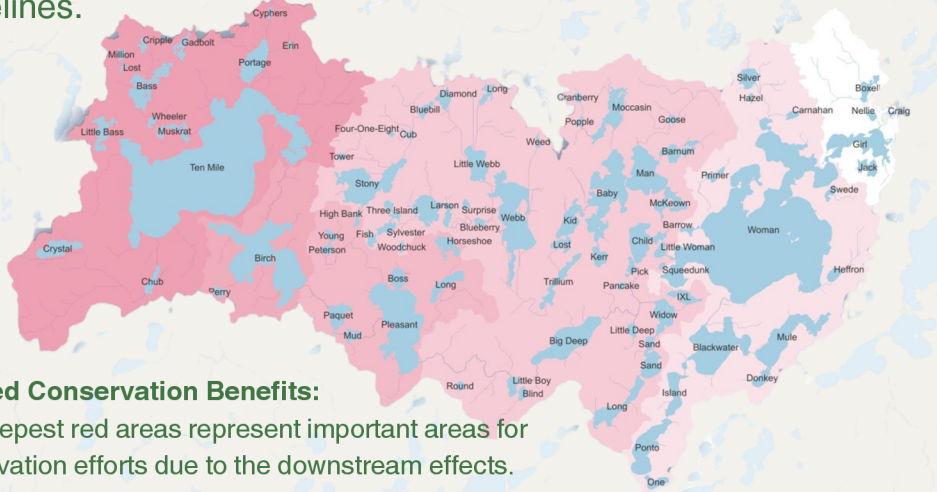 elines.
Cyphers
Cripple
Gadbolt
Erin
Million
Lost
Portage
Bass
Wheeler
Little Bass
Muskrat
Ten Mile
Crystal
Chub
Perry
Birch
Diamond
Long
Bluebill
Four-One-Eight
Cub
Weed
Tower
Little Webb
Stony
High Bank
Three Island
Larson
Surprise
Webb
Young
Fish
Sylvester
Blueberry
Peterson
Woodchuck
Horseshoe
Boss
Long
Paquet
Mud
Pleasant
Round
Little Boy
Blind
Big Deep
Cranberry
Moccasin
Popple
Goose
Barnum
Man
Baby
McKeown
Kid
Barrow
Lost
Child
Little Woman
Kerr
Pick
Squeedunk
Trillium
Pancake
IXL
Widow
Little Deep
Sand
Sand
Long
Island
Ponto
One
Silver
Hazel
Boxel
Carnahan
Nellie
Craig
Girl
Jack
Primer
Swede
Woman
Heffron
Blackwater
Mule
Donkey
ed Conservation Benefits:
epest red areas represent important areas for
vation efforts due to the downstream effects.